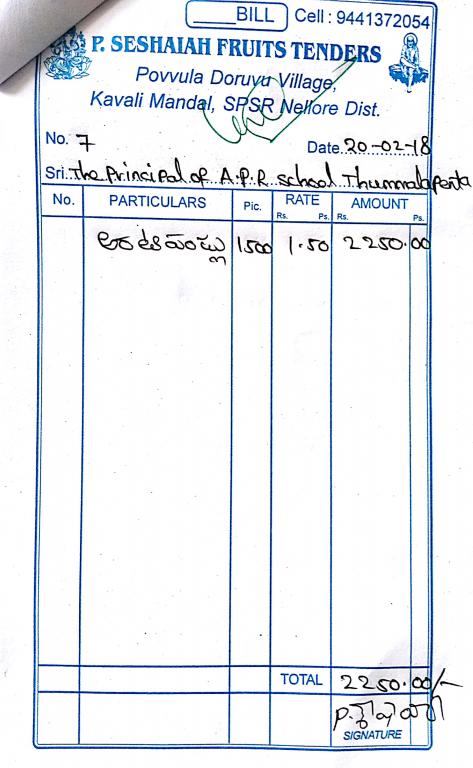 BILL Cell : 9441372054
P. SESHAIAH FRUITS TENDERS
Povvula Doruvu Village,
Kavali Mandal, SPSR Nellore Dist.
No. 7 Date. 20-02-18
Sri. The Principal of A.P.R. school Thummalapenta
No. PARTICULARS Pic. RATE AMOUNT
Rs. Ps. Rs. Ps.
అరటిపండ్లు 1500 1.50 2250.00
TOTAL 2250.00/-
SIGNATURE